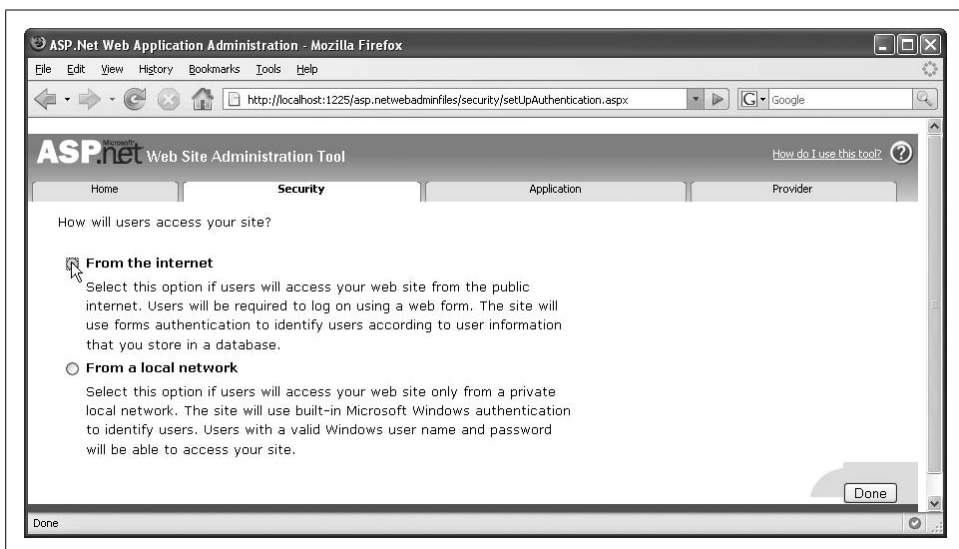 ASP.Net Web Application Administration - Mozilla Firefox
File Edit View History Bookmarks Tools Help
http://localhost:1225/asp.netwebadminfiles/security/setUpAuthentication.aspx
G Google
Microsoft
ASP.net Web Site Administration Tool
How do I use this tool? ?
Home Security Application Provider
How will users access your site?
From the internet
Select this option if users will access your web site from the public
internet. Users will be required to log on using a web form. The site will
use forms authentication to identify users according to user information
that you store in a database.
From a local network
Select this option if users will access your web site only from a private
local network. The site will use built-in Microsoft Windows authentication
to identify users. Users with a valid Windows user name and password
will be able to access your site.
Done
Done